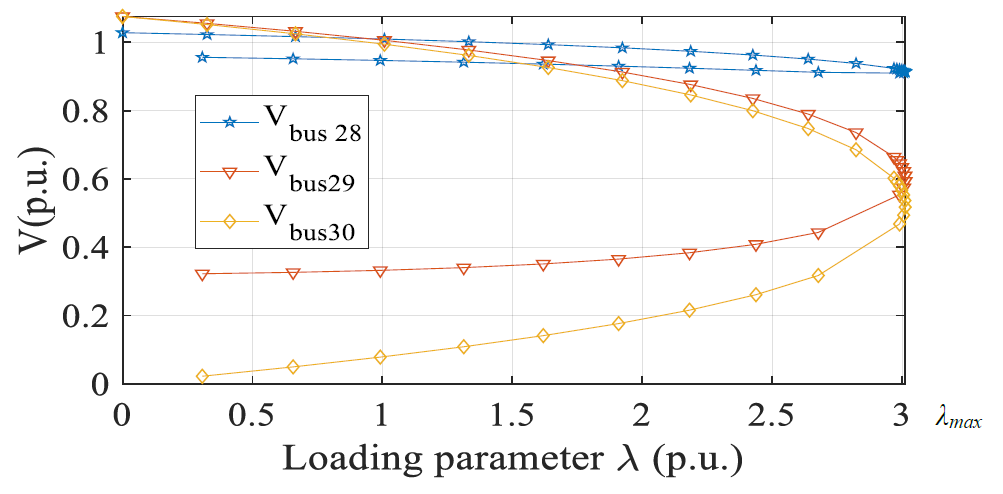 V(p.u.)
1
0.8
0.6
0.4
0.2
0
V bus 28
V bus29
V bus30
0 0.5 1 1.5 2 2.5 3 λmax
Loading parameter λ (p.u.)